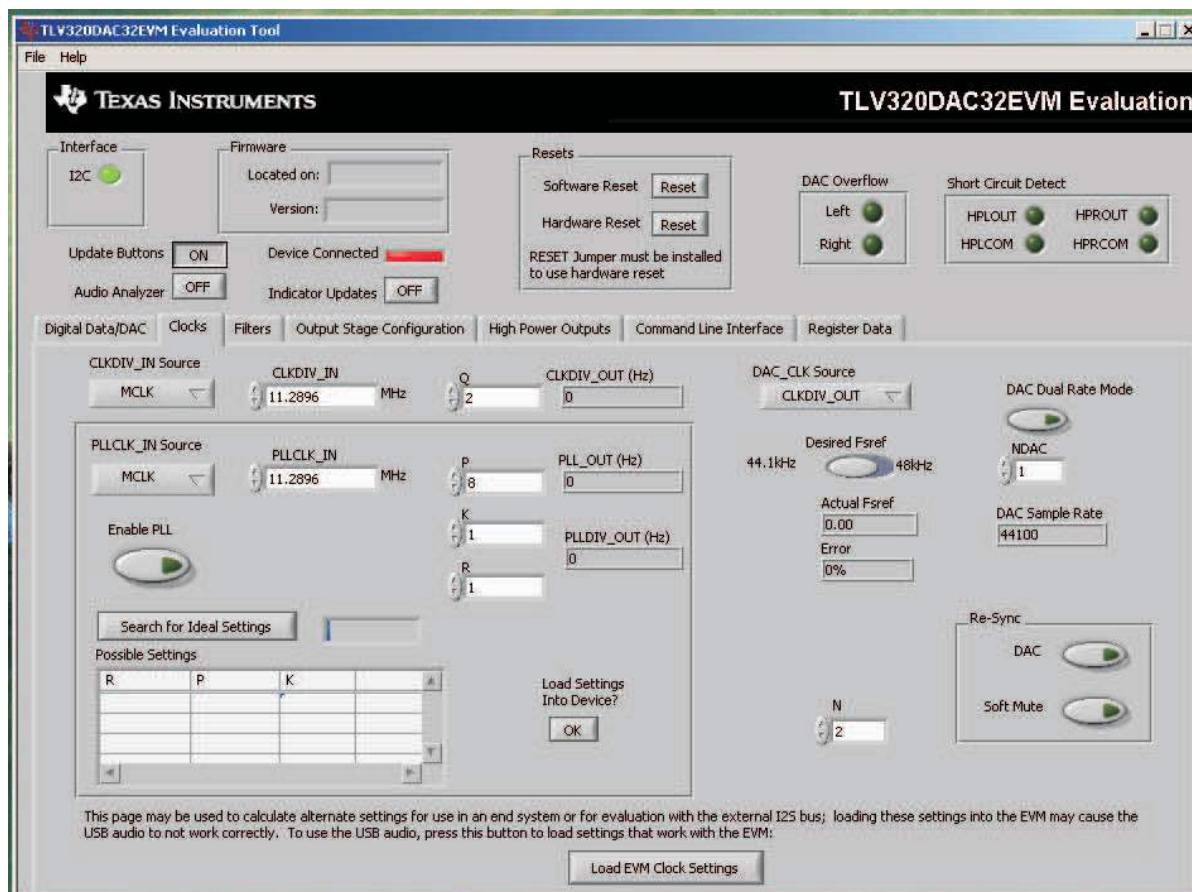 TLV320DAC32EVM Evaluation Tool
File Help
TEXAS INSTRUMENTS
TLV320DAC32EVM Evaluation
Interface
I2C
Firmware
Located on:
Version:
Resets
Software Reset Reset
Hardware Reset Reset
RESET Jumper must be installed
to use hardware reset
DAC Overflow
Left
Right
Short Circuit Detect
HPLOUT HPROUT
HPLCOM HPRCOM
Update Buttons ON
Device Connected
Audio Analyzer OFF
Indicator Updates OFF
Digital Data/DAC Clocks Filters Output Stage Configuration High Power Outputs Command Line Interface Register Data
CLKDIV_IN Source
MCLK
CLKDIV_IN
11.2896 MHz
Q
2
CLKDIV_OUT (Hz)
0
DAC_CLK Source
CLKDIV_OUT
DAC Dual Rate Mode
PLLCLK_IN Source
MCLK
PLLCLK_IN
11.2896 MHz
P
8
PLL_OUT (Hz)
0
Desired Fsref
44.1kHz 48kHz
NDAC
1
Enable PLL
K
1
PLLDIV_OUT (Hz)
0
R
1
Actual Fsref
0.00
Error
0%
DAC Sample Rate
44100
Search for Ideal Settings
Possible Settings
R P K
Load Settings
Into Device?
OK
N
2
Re-Sync
DAC
Soft Mute
This page may be used to calculate alternate settings for use in an end system or for evaluation with the external I2S bus; loading these settings into the EVM may cause the
USB audio to not work correctly. To use the USB audio, press this button to load settings that work with the EVM:
Load EVM Clock Settings